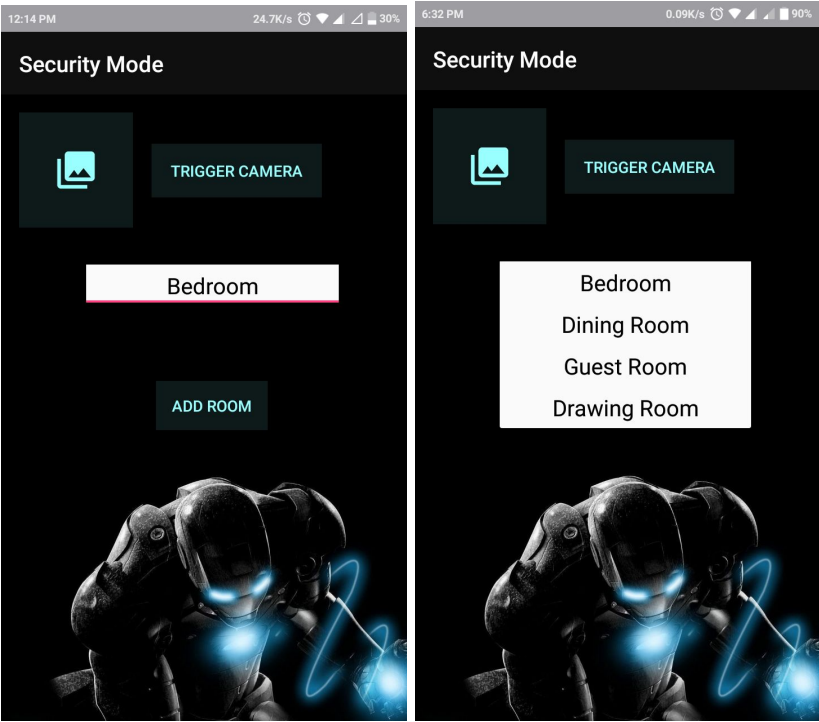 12:14 PM 24.7K/s 30%
Security Mode
TRIGGER CAMERA
Bedroom
ADD ROOM
6:32 PM 0.09K/s 90%
Security Mode
TRIGGER CAMERA
Bedroom
Dining Room
Guest Room
Drawing Room